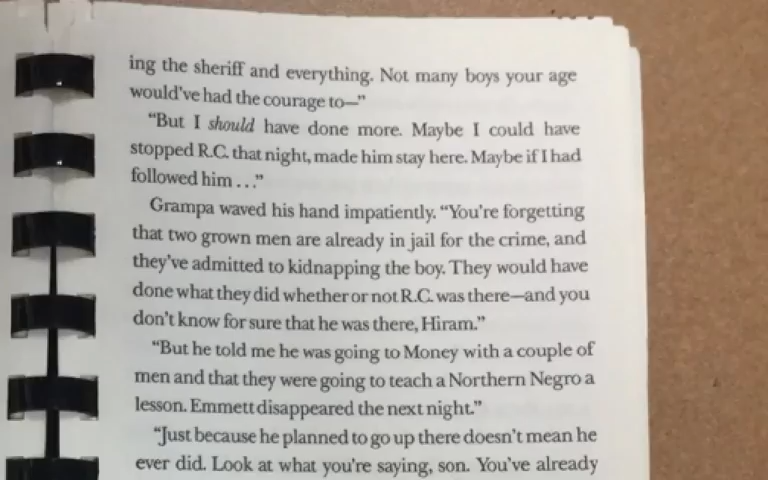 ing the sheriff and everything. Not many boys your age
would've had the courage to—"
"But I should have done more. Maybe I could have
stopped R.C. that night, made him stay here. Maybe if I had
followed him . . ."
Grampa waved his hand impatiently. "You're forgetting
that two grown men are already in jail for the crime, and
they've admitted to kidnapping the boy. They would have
done what they did whether or not R.C. was there—and you
don't know for sure that he was there, Hiram."
"But he told me he was going to Money with a couple of
men and that they were going to teach a Northern Negro a
lesson. Emmett disappeared the next night."
"Just because he planned to go up there doesn't mean he
ever did. Look at what you're saying, son. You've already